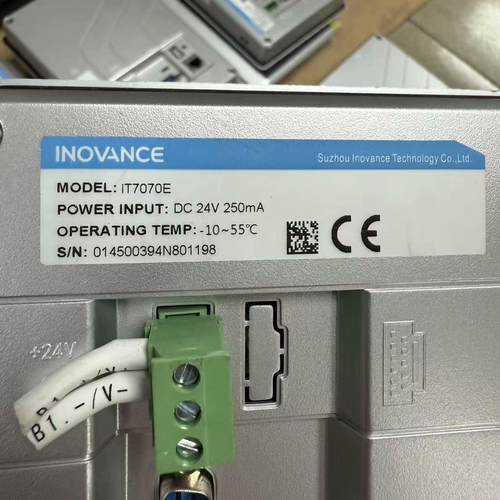 INOVANCE
Suzhou Inovance Technology Co.,Ltd.
MODEL: IT7070E
POWER INPUT: DC 24V 250mA
OPERATING TEMP: -10~55℃
S/N: 014500394N801198
CE
+24V
B1.-/V-